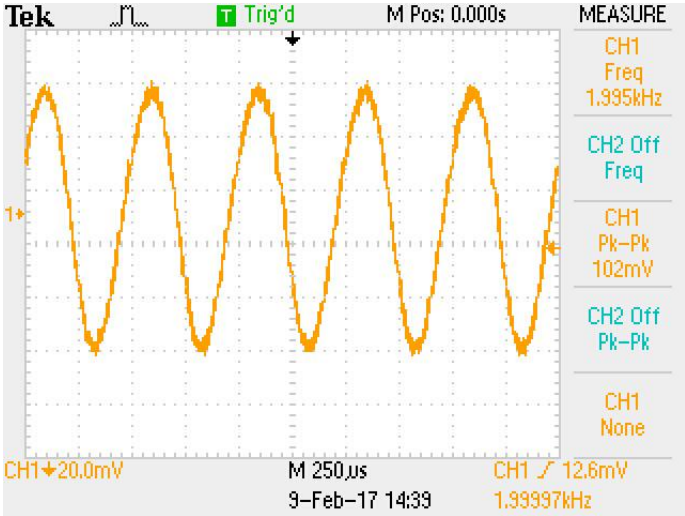 Tek T Trig'd M Pos: 0.000s MEASURE
CH1
Freq
1.995kHz
CH2 Off
Freq
1
CH1
Pk-Pk
102mV
CH2 Off
Pk-Pk
CH1
None
CH1 20.0mV M 250µs CH1 12.6mV
9-Feb-17 14:39 1.99997kHz